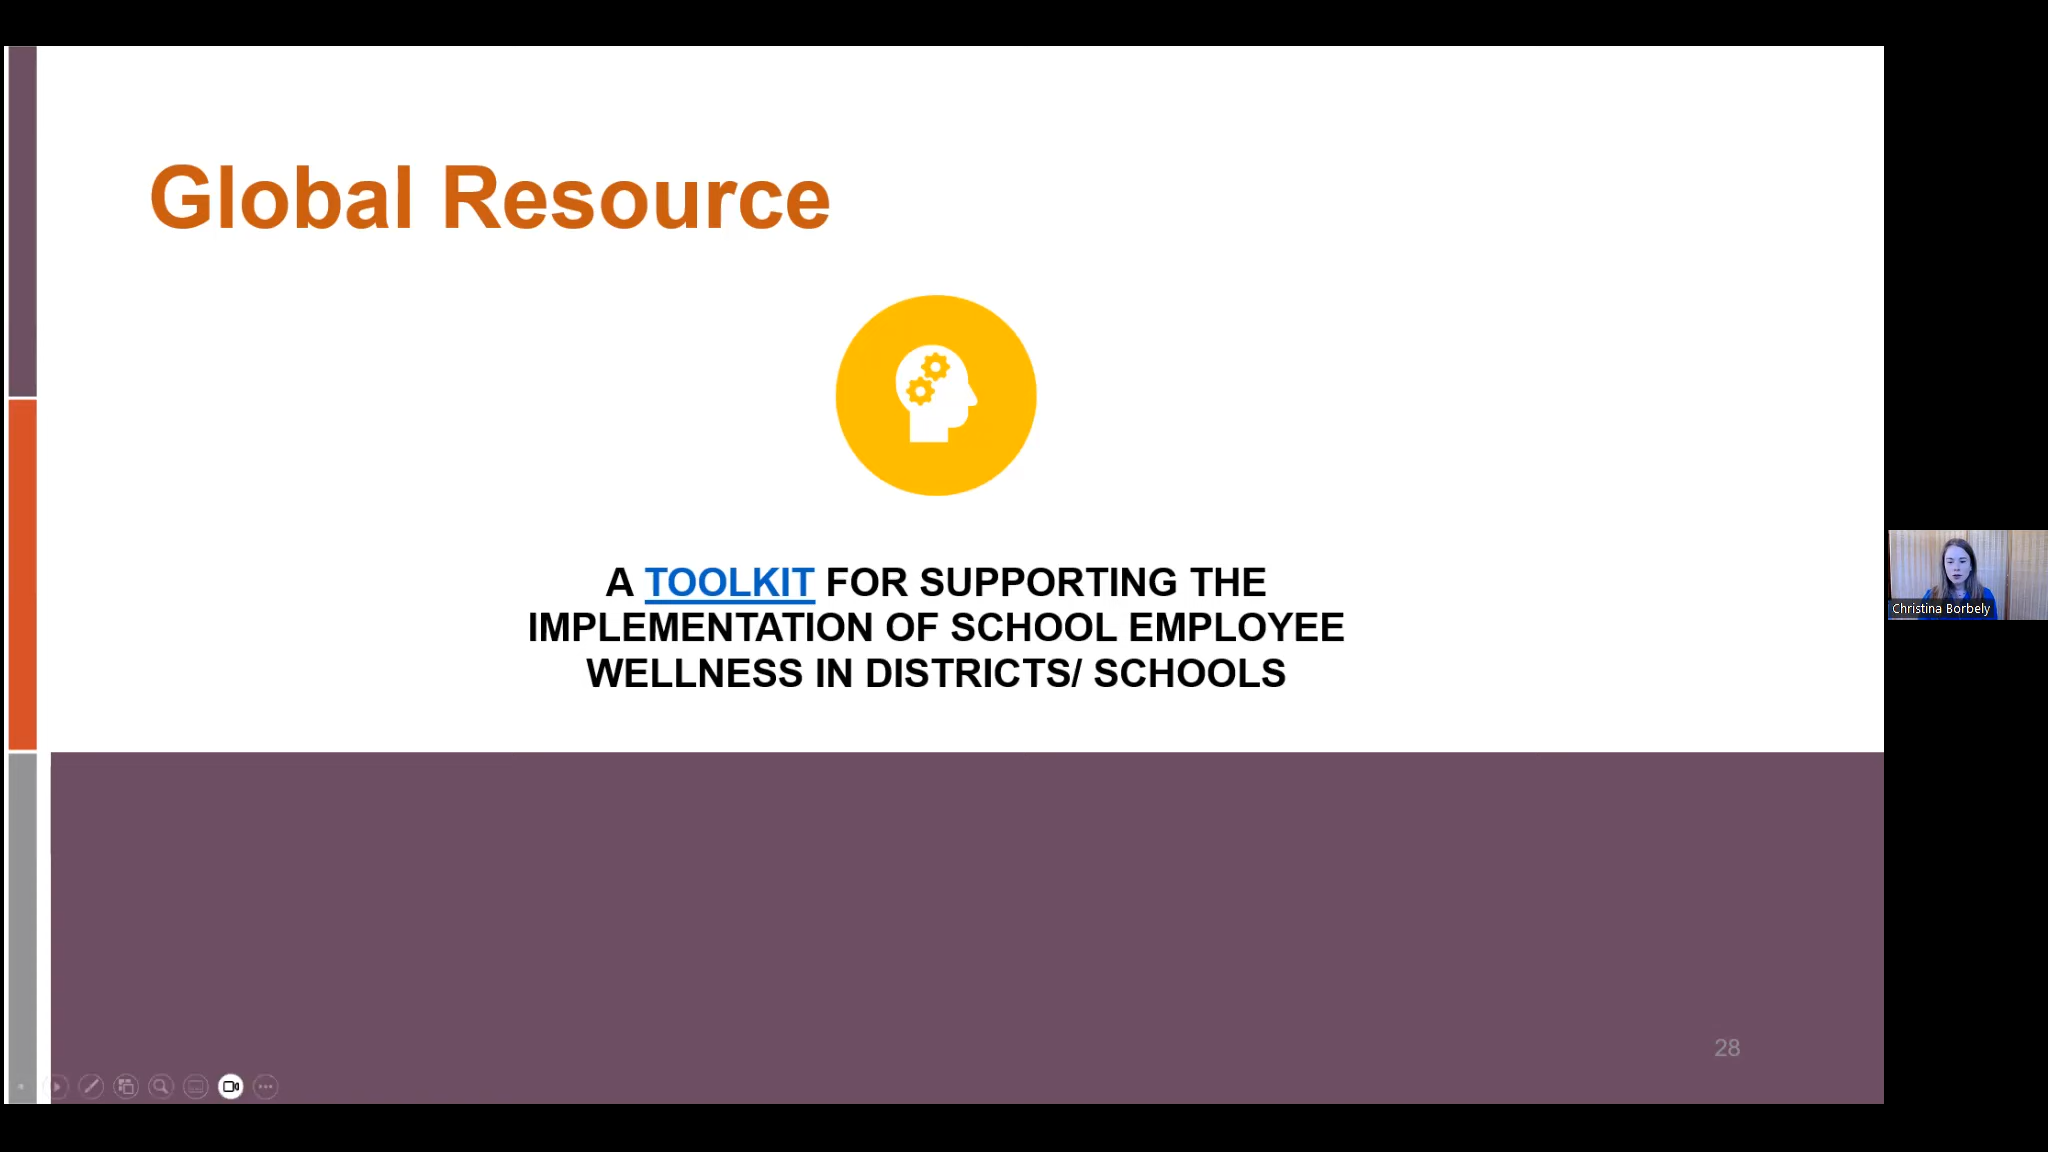 Global Resource
A TOOLKIT FOR SUPPORTING THE
IMPLEMENTATION OF SCHOOL EMPLOYEE
WELLNESS IN DISTRICTS/ SCHOOLS
Christina Borbely
28